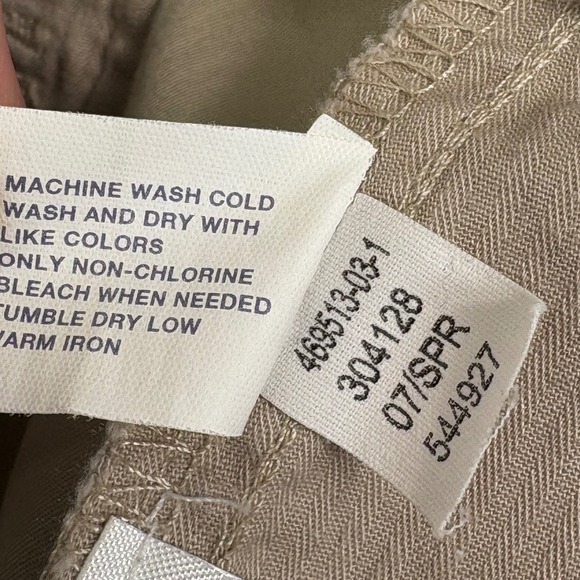 MACHINE WASH COLD
WASH AND DRY WITH
LIKE COLORS
ONLY NON-CHLORINE
BLEACH WHEN NEEDED
TUMBLE DRY LOW
WARM IRON
469513-03-1
304128
07/SPR
544927